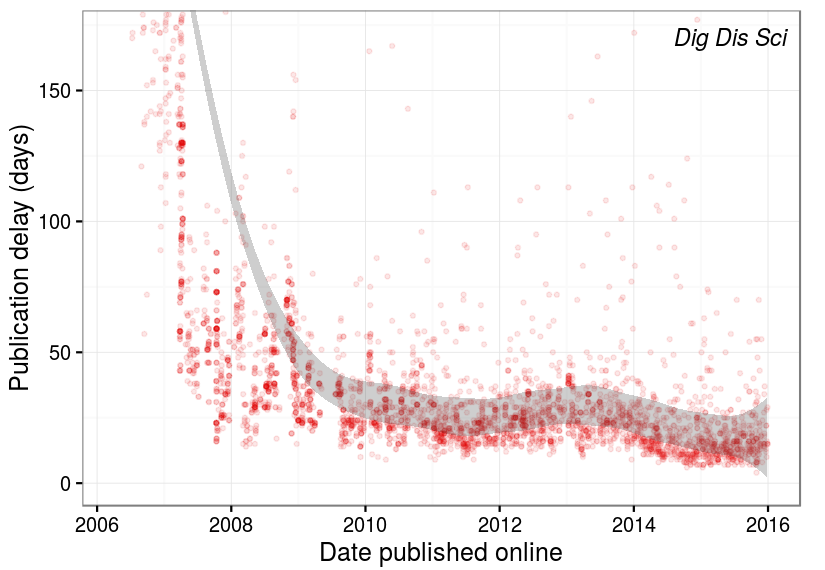 Dig Dis Sci
Publication delay (days)
150
100
50
0
2006 2008 2010 2012 2014 2016
Date published online